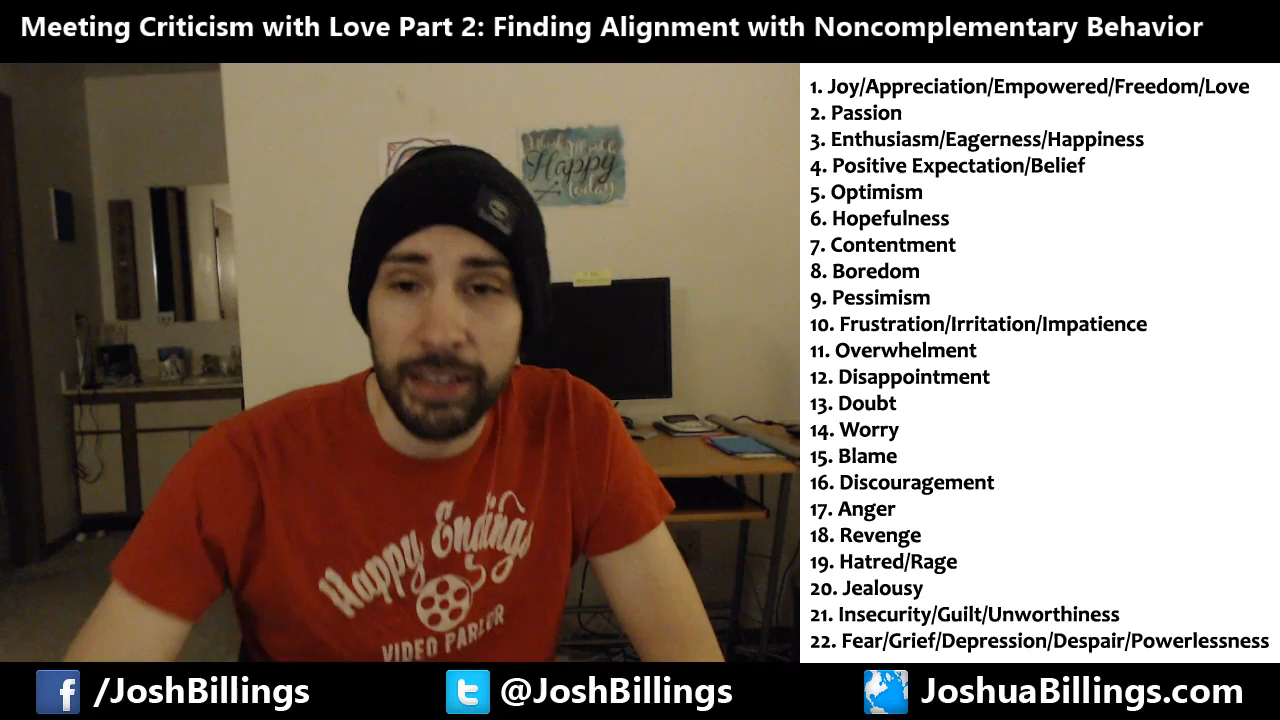 Meeting Criticism with Love Part 2: Finding Alignment with Noncomplementary Behavior
1. Joy/Appreciation/Empowered/Freedom/Love
2. Passion
3. Enthusiasm/Eagerness/Happiness
4. Positive Expectation/Belief
5. Optimism
6. Hopefulness
7. Contentment
8. Boredom
9. Pessimism
10. Frustration/Irritation/Impatience
11. Overwhelment
12. Disappointment
13. Doubt
14. Worry
15. Blame
16. Discouragement
17. Anger
18. Revenge
19. Hatred/Rage
20. Jealousy
21. Insecurity/Guilt/Unworthiness
22. Fear/Grief/Depression/Despair/Powerlessness
Happy
today
Happy Endings
VIDEO PARLOR
/JoshBillings
@JoshBillings
JoshuaBillings.com